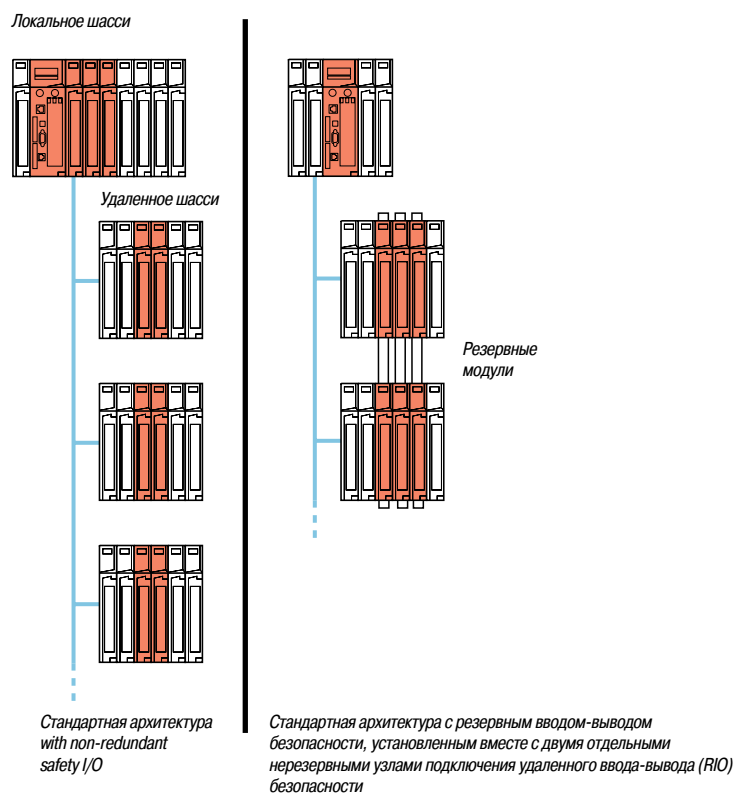 Локальное шасси
Удаленное шасси
Резервные
модули
Стандартная архитектура
with non-redundant
safety I/O
Стандартная архитектура с резервным вводом-выводом
безопасности, установленным вместе с двумя отдельными
нерезервными узлами подключения удаленного ввода-вывода (RIO)
безопасности